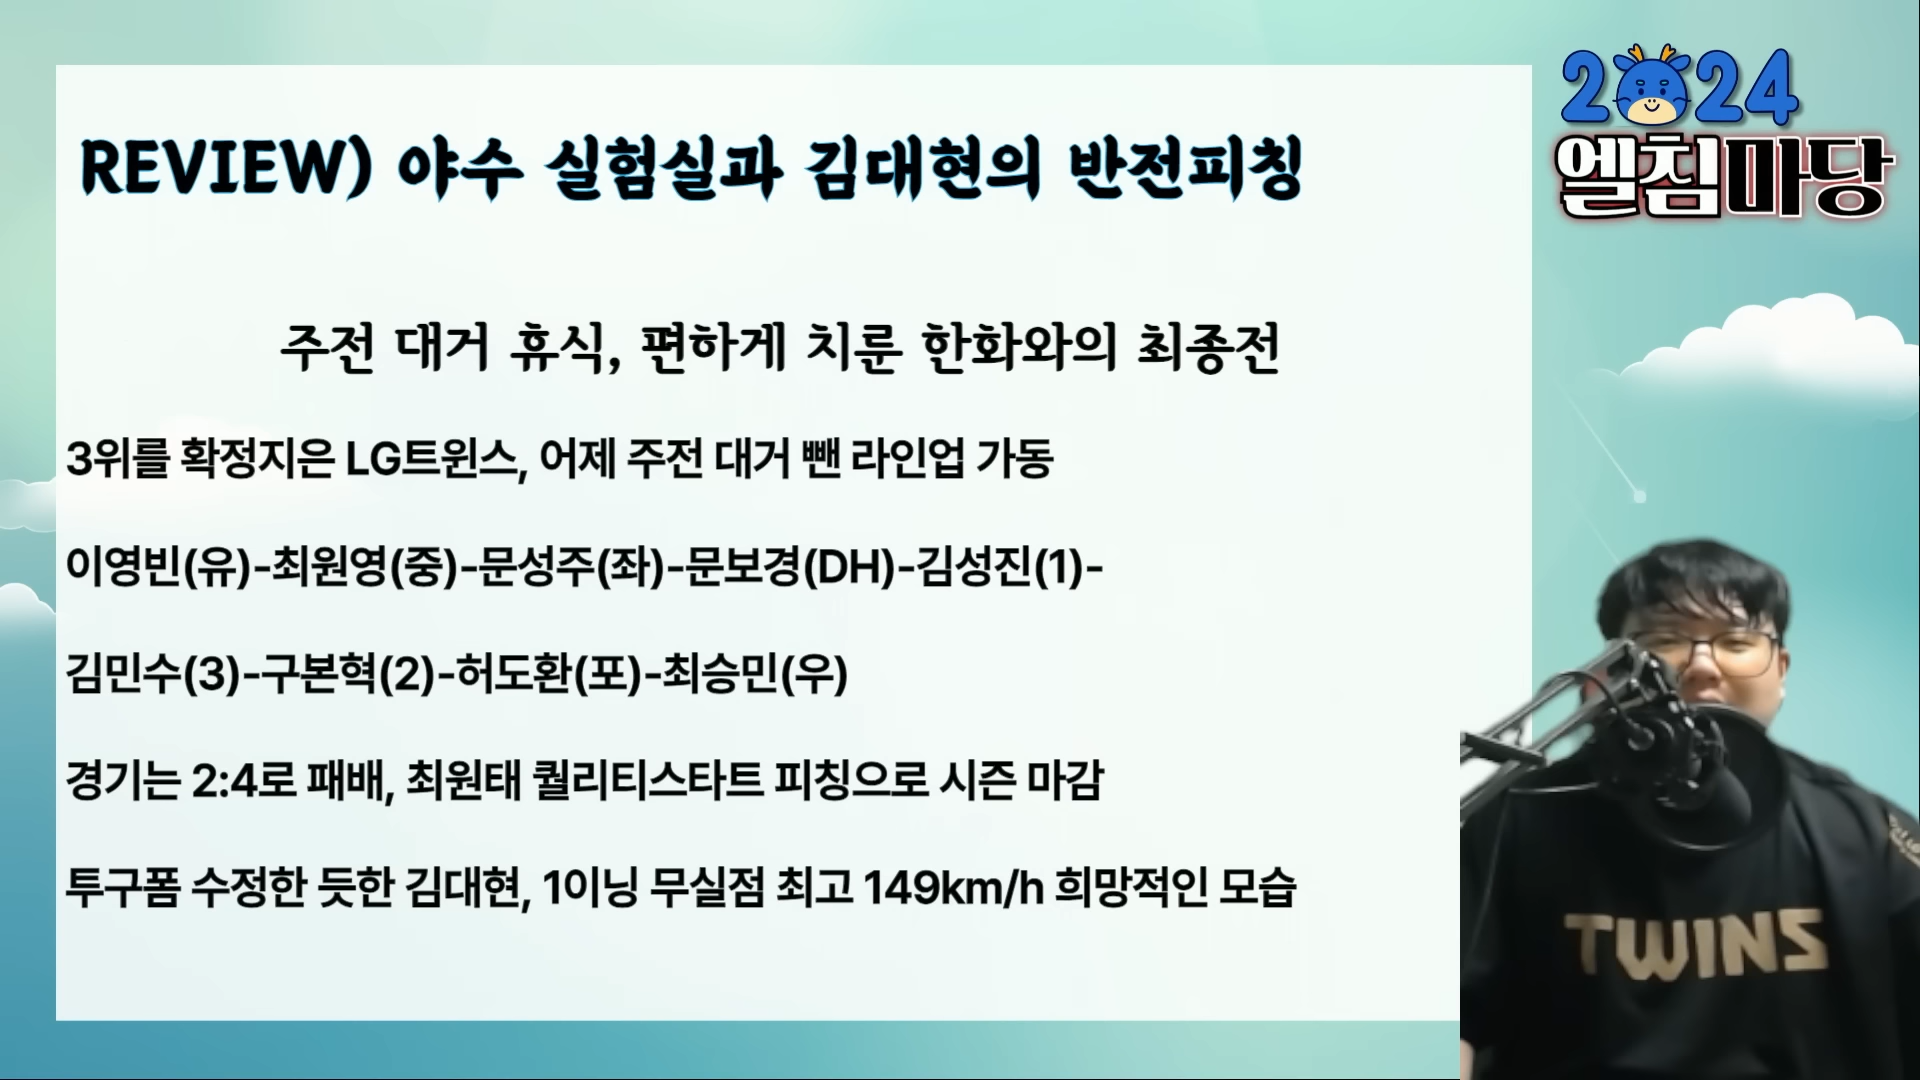 REVIEW) 야수 실험실과 김대현의 반전피칭
주전 대거 휴식, 편하게 치룬 한화와의 최종전
3위를 확정지은 LG트윈스, 어제 주전 대거 뺀 라인업 가동
이영빈(유)-최원영(중)-문성주(좌)-문보경(DH)-김성진(1)-
김민수(3)-구본혁(2)-허도환(포)-최승민(우)
경기는 2:4로 패배, 최원태 퀄리티스타트 피칭으로 시즌 마감
투구폼 수정한 듯한 김대현, 1이닝 무실점 최고 149km/h 희망적인 모습
2024
엘침마당
TWINS